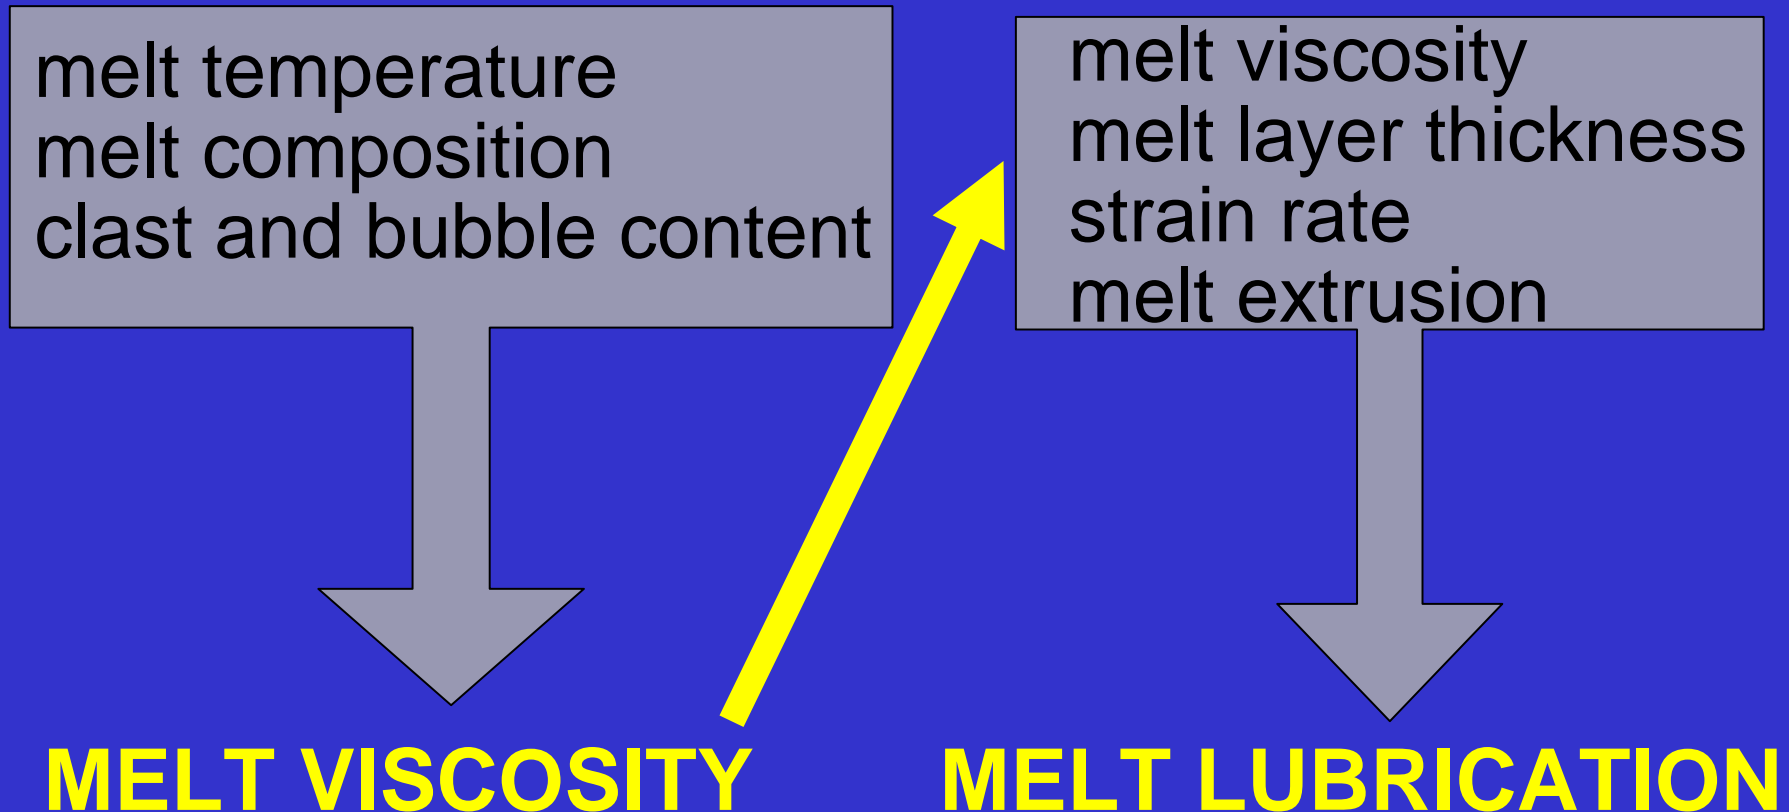 melt temperature
melt composition
clast and bubble content
MELT VISCOSITY
melt viscosity
melt layer thickness
strain rate
melt extrusion
MELT LUBRICATION